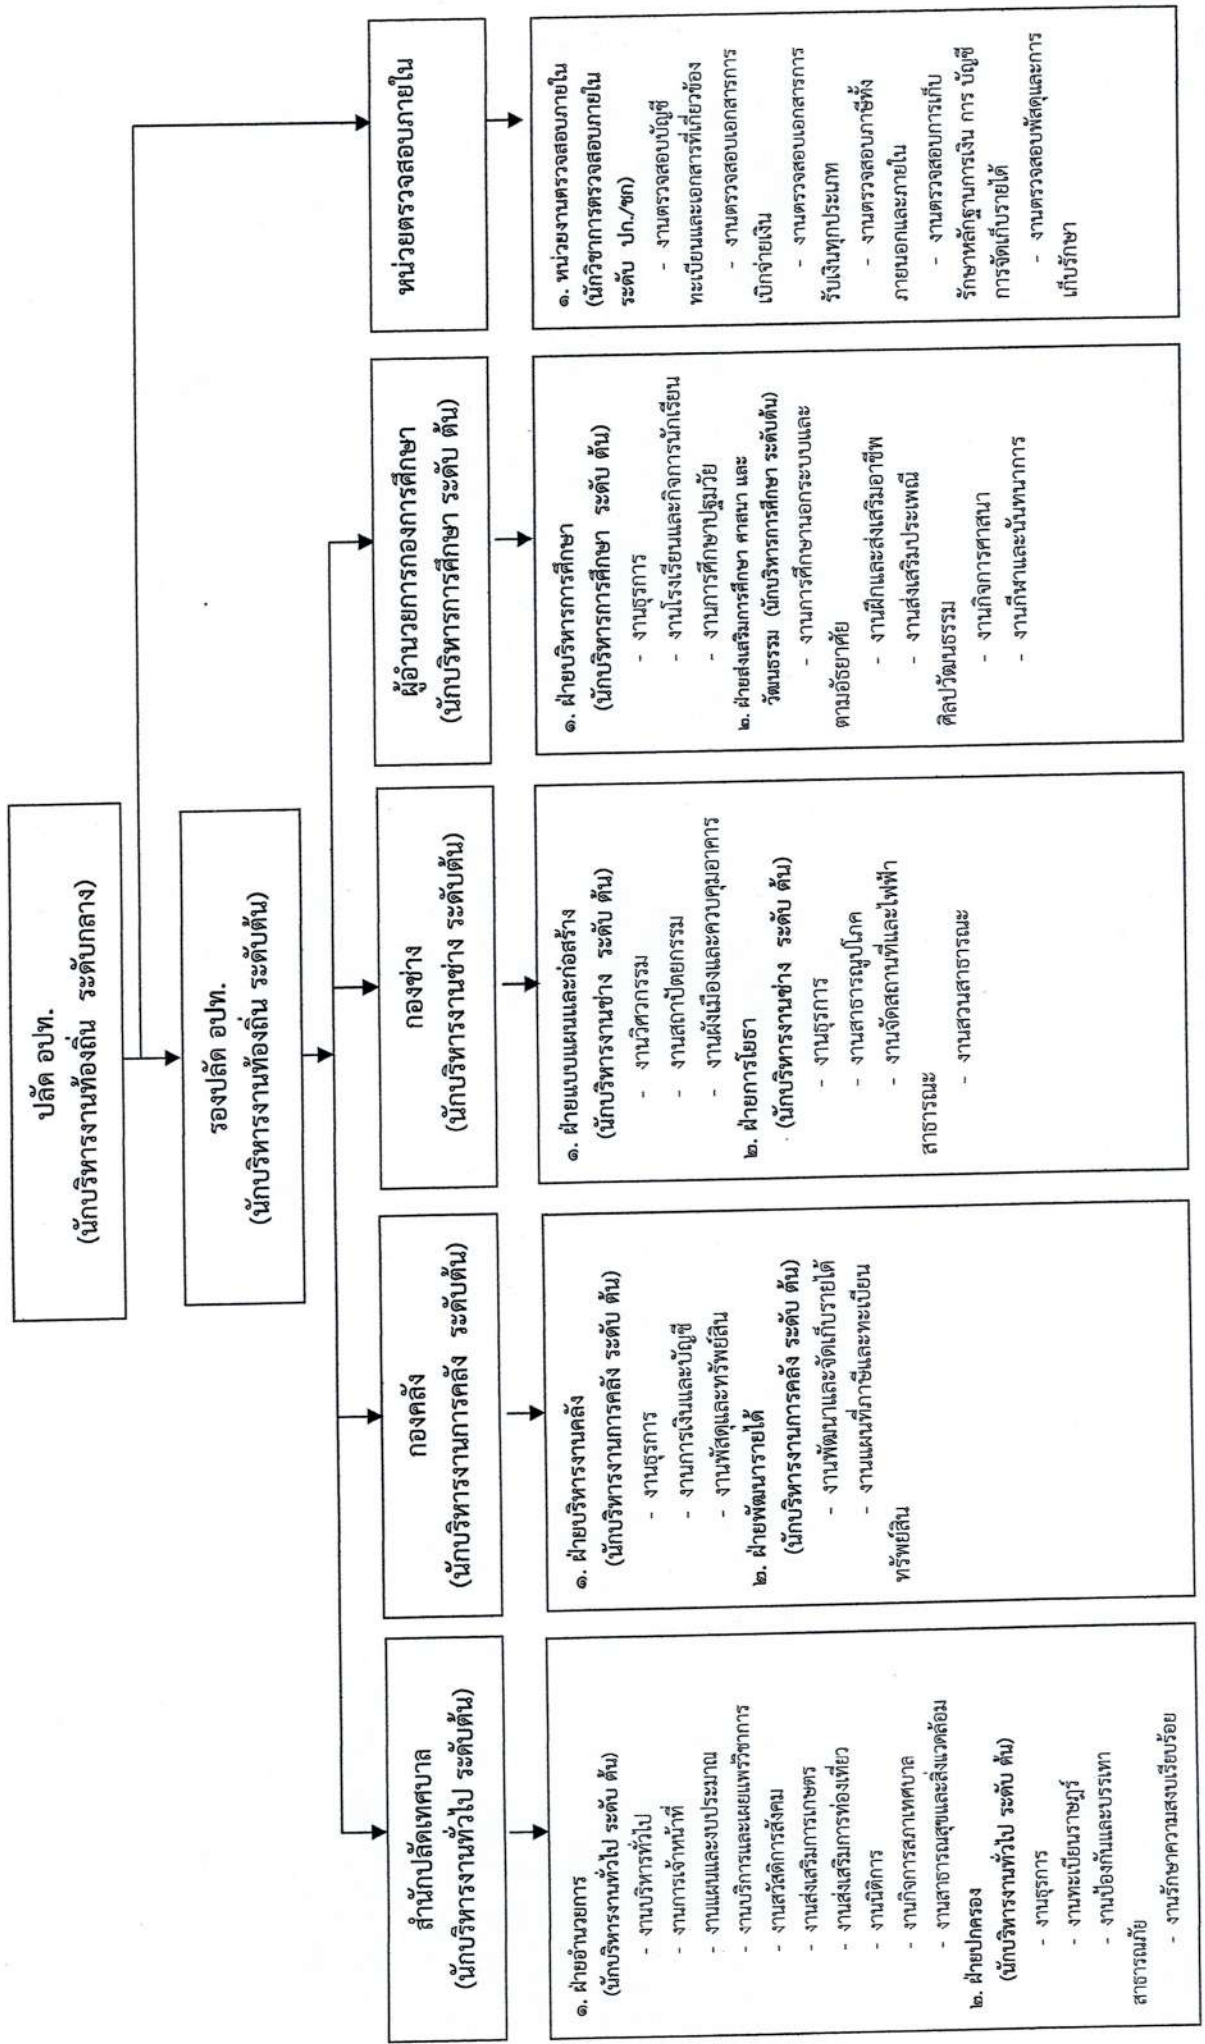 ปลัด อปท.
(นักบริหารงานท้องถิ่น ระดับกลาง)
รองปลัด อปท.
(นักบริหารงานท้องถิ่น ระดับต้น)
สำนักปลัดเทศบาล
(นักบริหารงานทั่วไป ระดับต้น)
กองคลัง
(นักบริหารงานการคลัง ระดับต้น)
กองช่าง
(นักบริหารงานช่าง ระดับต้น)
ผู้อำนวยการกองการศึกษา
(นักบริหารการศึกษา ระดับ ต้น)
หน่วยตรวจสอบภายใน
๑. ฝ่ายอำนวยการ
(นักบริหารงานทั่วไป ระดับ ต้น)
- งานบริหารทั่วไป
- งานการเจ้าหน้าที่
- งานแผนและงบประมาณ
- งานบริการและเผยแพร่วิชาการ
- งานสวัสดิการสังคม
- งานส่งเสริมการเกษตร
- งานส่งเสริมการท่องเที่ยว
- งานนิติการ
- งานกิจการสภาเทศบาล
- งานสาธารณสุขและสิ่งแวดล้อม
๒. ฝ่ายปกครอง
(นักบริหารงานทั่วไป ระดับ ต้น)
- งานธุรการ
- งานทะเบียนราษฎร์
- งานป้องกันและบรรเทา
สาธารณภัย
- งานรักษาความสงบเรียบร้อย
๑. ฝ่ายบริหารงานคลัง
(นักบริหารงานการคลัง ระดับ ต้น)
- งานธุรการ
- งานการเงินและบัญชี
- งานพัสดุและทรัพย์สิน
๒. ฝ่ายพัฒนารายได้
(นักบริหารงานการคลัง ระดับ ต้น)
- งานพัฒนาและจัดเก็บรายได้
- งานแผนที่ภาษีและทะเบียน
ทรัพย์สิน
๑. ฝ่ายแบบแผนและก่อสร้าง
(นักบริหารงานช่าง ระดับ ต้น)
- งานวิศวกรรม
- งานสถาปัตยกรรม
- งานผังเมืองและควบคุมอาคาร
๒. ฝ่ายการโยธา
(นักบริหารงานช่าง ระดับ ต้น)
- งานธุรการ
- งานสาธารณูปโภค
- งานจัดสถานที่และไฟฟ้า
สาธารณะ
- งานสวนสาธารณะ
๑. ฝ่ายบริหารการศึกษา
(นักบริหารการศึกษา ระดับ ต้น)
- งานธุรการ
- งานโรงเรียนและกิจการนักเรียน
- งานการศึกษาปฐมวัย
๒. ฝ่ายส่งเสริมการศึกษา ศาสนา และ
วัฒนธรรม (นักบริหารการศึกษา ระดับต้น)
- งานการศึกษานอกระบบและ
ตามอัธยาศัย
- งานฝึกและส่งเสริมอาชีพ
- งานส่งเสริมประเพณี
ศิลปวัฒนธรรม
- งานกิจการศาสนา
- งานกีฬาและนันทนาการ
๑. หน่วยงานตรวจสอบภายใน
(นักวิชาการตรวจสอบภายใน
ระดับ ปก./ชก)
- งานตรวจสอบบัญชี
ทะเบียนและเอกสารที่เกี่ยวข้อง
- งานตรวจสอบเอกสารการ
เบิกจ่ายเงิน
- งานตรวจสอบเอกสารการ
รับเงินทุกประเภท
- งานตรวจสอบภาษีทั้ง
ภายนอกและภายใน
- งานตรวจสอบการเก็บ
รักษาหลักฐานการเงิน การ บัญชี
การจัดเก็บรายได้
- งานตรวจสอบพัสดุและการ
เก็บรักษา